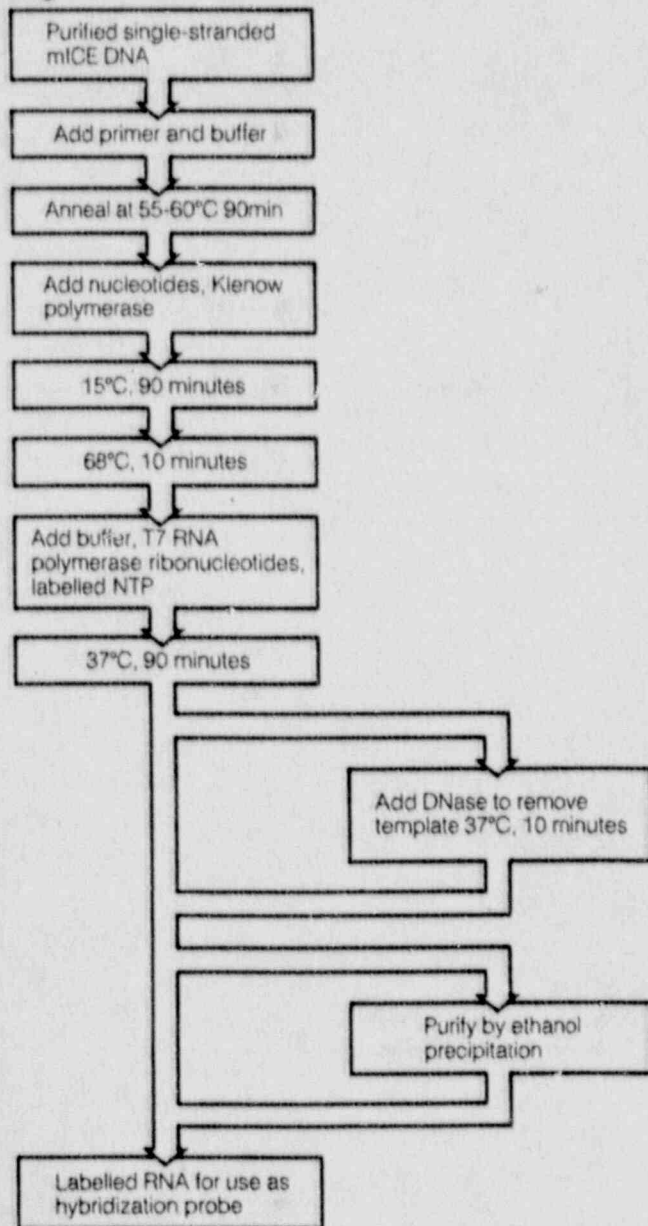 Purified single-stranded
mICE DNA
Add primer and buffer
Anneal at 55-60°C 90min
Add nucleotides, Klenow
polymerase
15°C, 90 minutes
68°C, 10 minutes
Add buffer, T7 RNA
polymerase ribonucleotides,
labelled NTP
37°C, 90 minutes
Add DNase to remove
template 37°C, 10 minutes
Purify by ethanol
precipitation
Labelled RNA for use as
hybridization probe